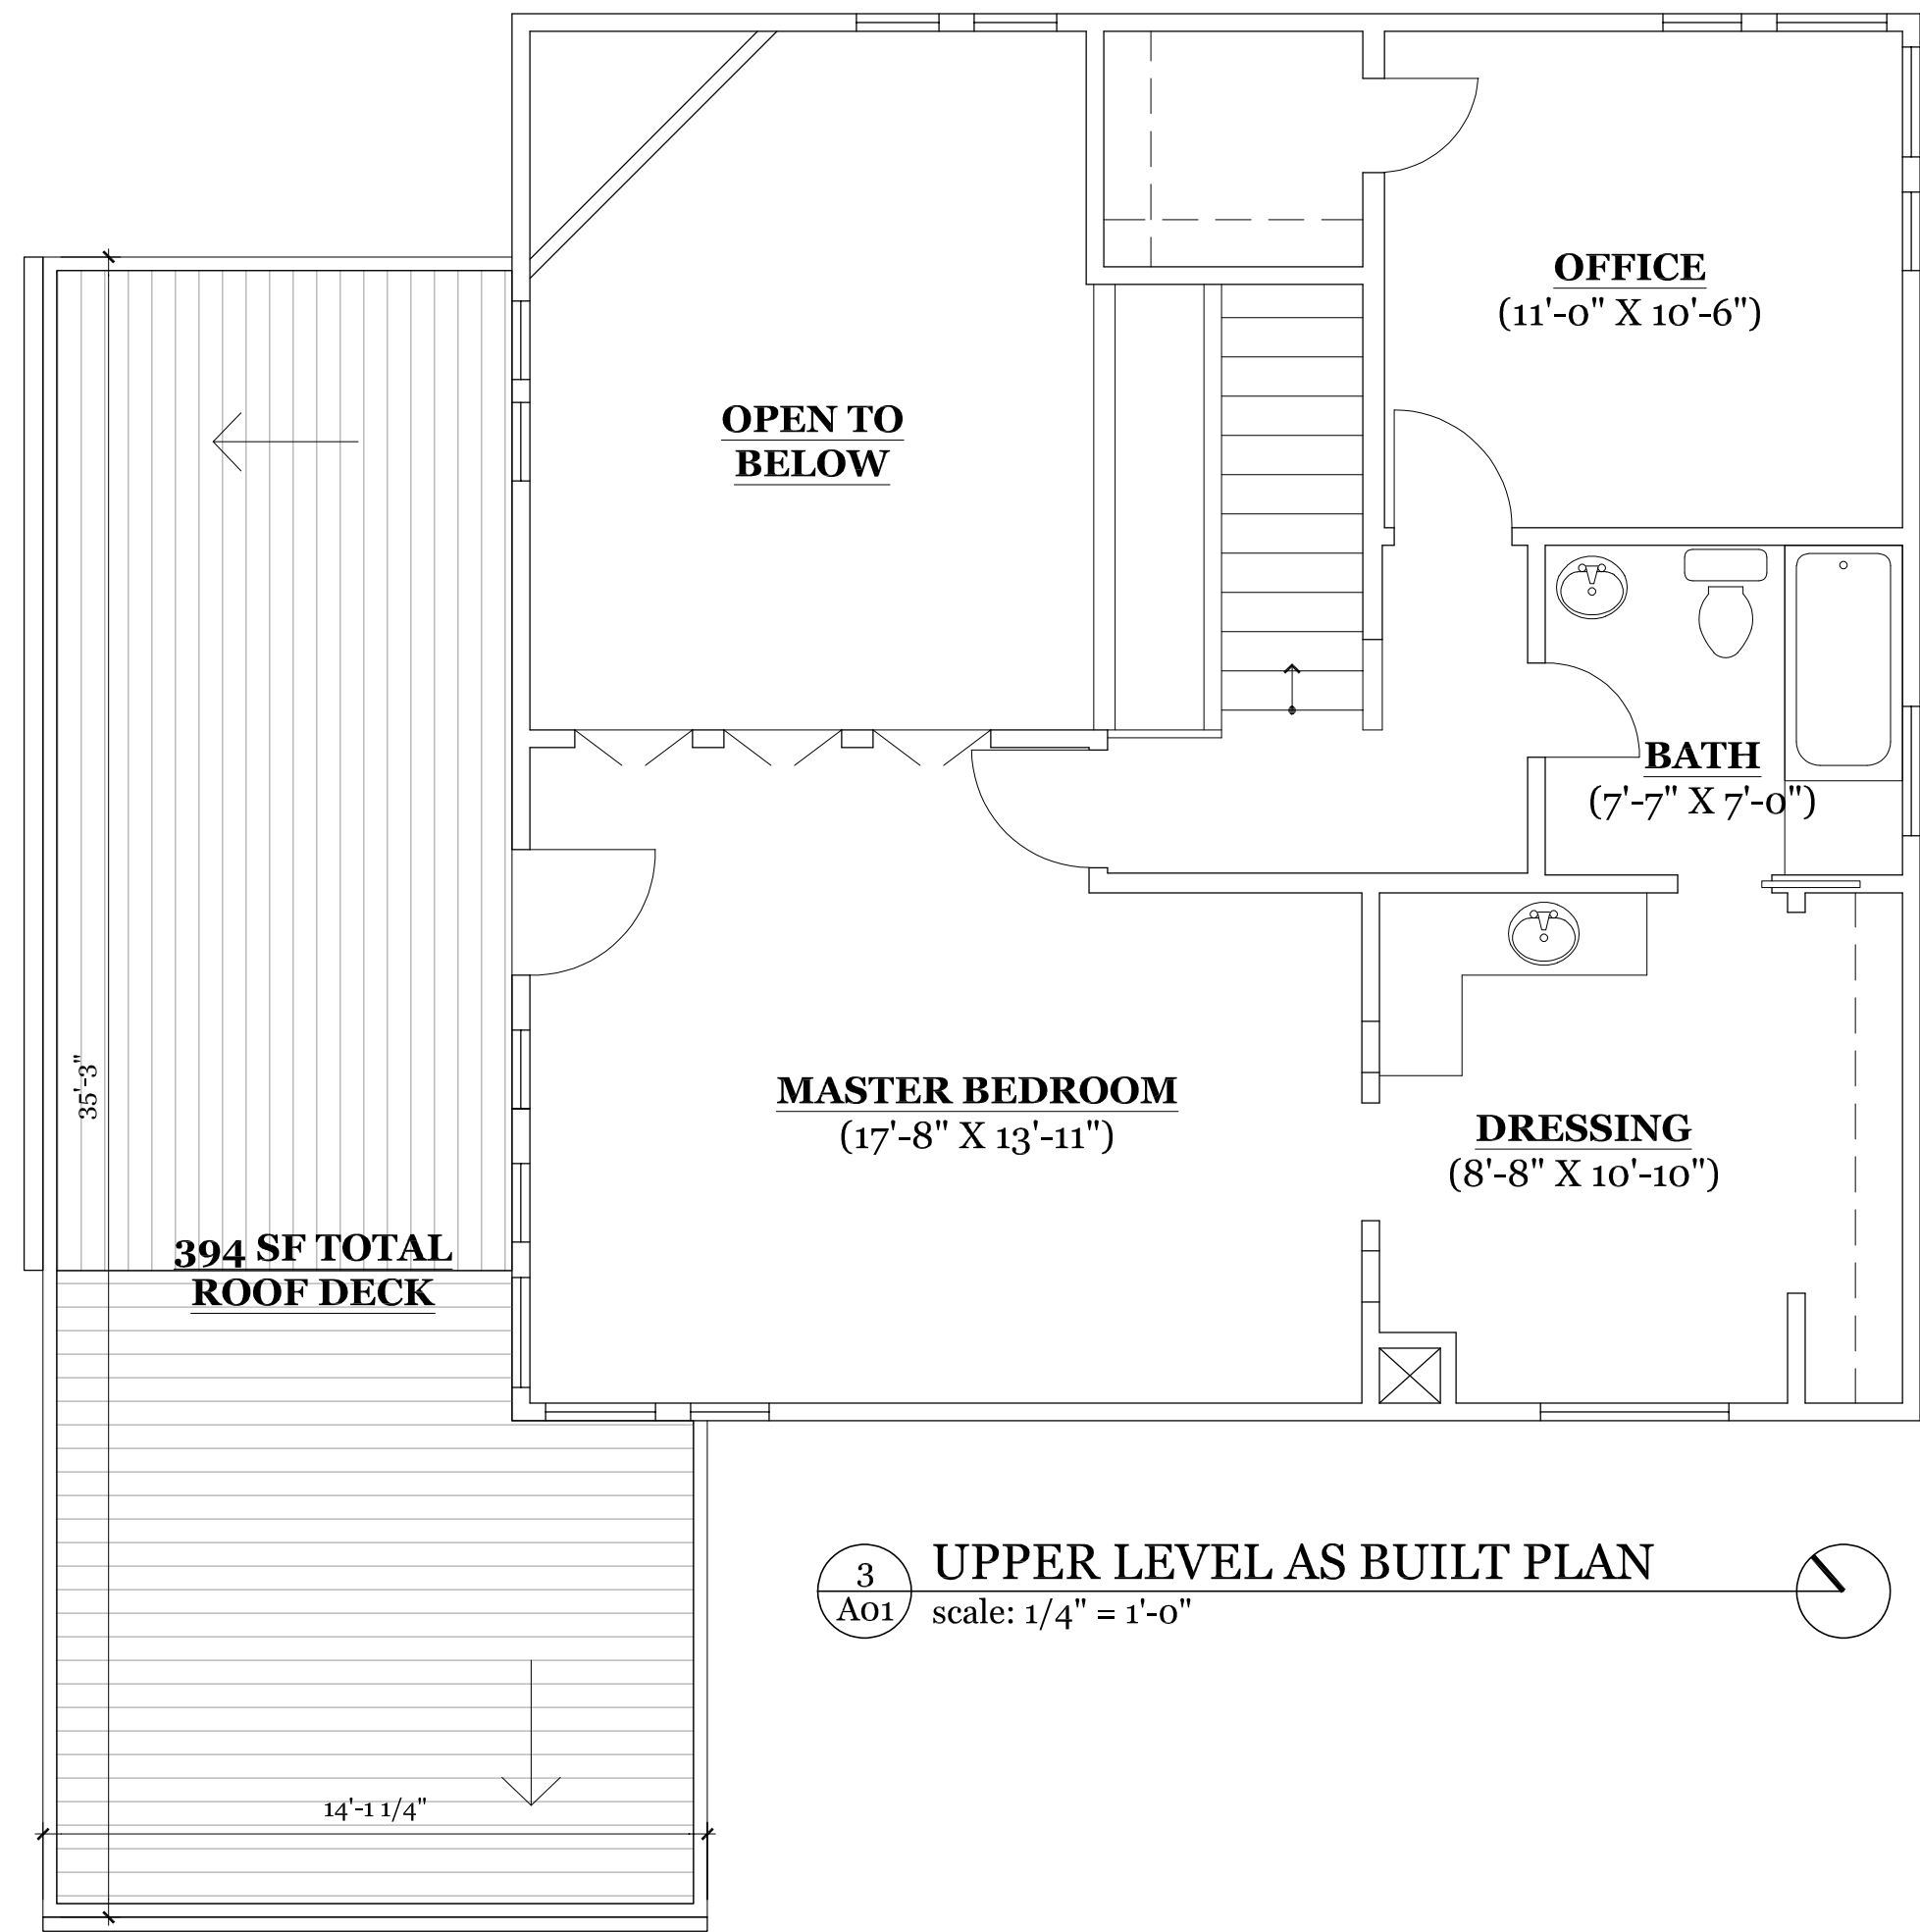 OFFICE
(11'-0" X 10'-6")
OPEN TO
BELOW
BATH
(7'-7" X 7'-0")
35'-3"
MASTER BEDROOM
(17'-8" X 13'-11")
DRESSING
(8'-8" X 10'-10")
394 SF TOTAL
ROOF DECK
3
A01
UPPER LEVEL AS BUILT PLAN
scale: 1/4" = 1'-0"
14'-1 1/4"